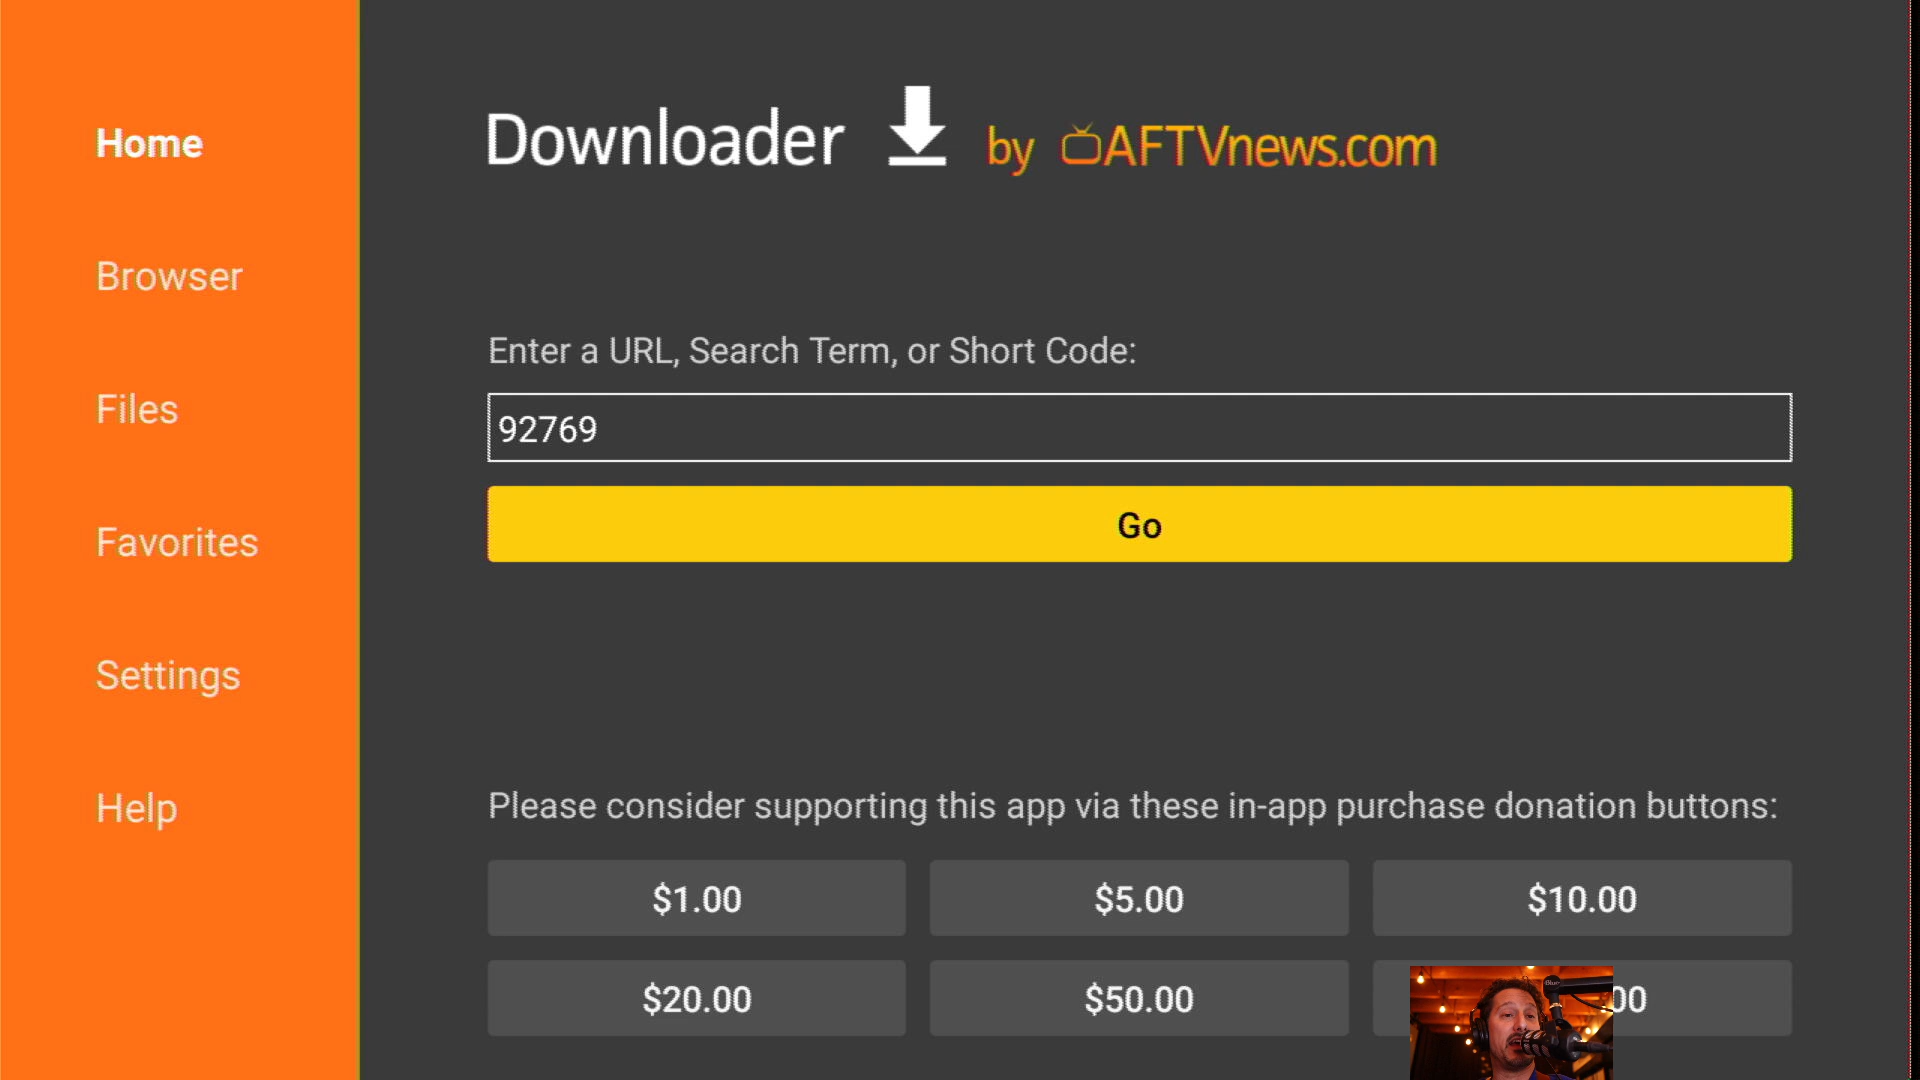 Home
Browser
Files
Favorites
Settings
Help
Downloader by AFTVnews.com
Enter a URL, Search Term, or Short Code:
92769
Go
Please consider supporting this app via these in-app purchase donation buttons:
$1.00 $5.00 $10.00
$20.00 $50.00